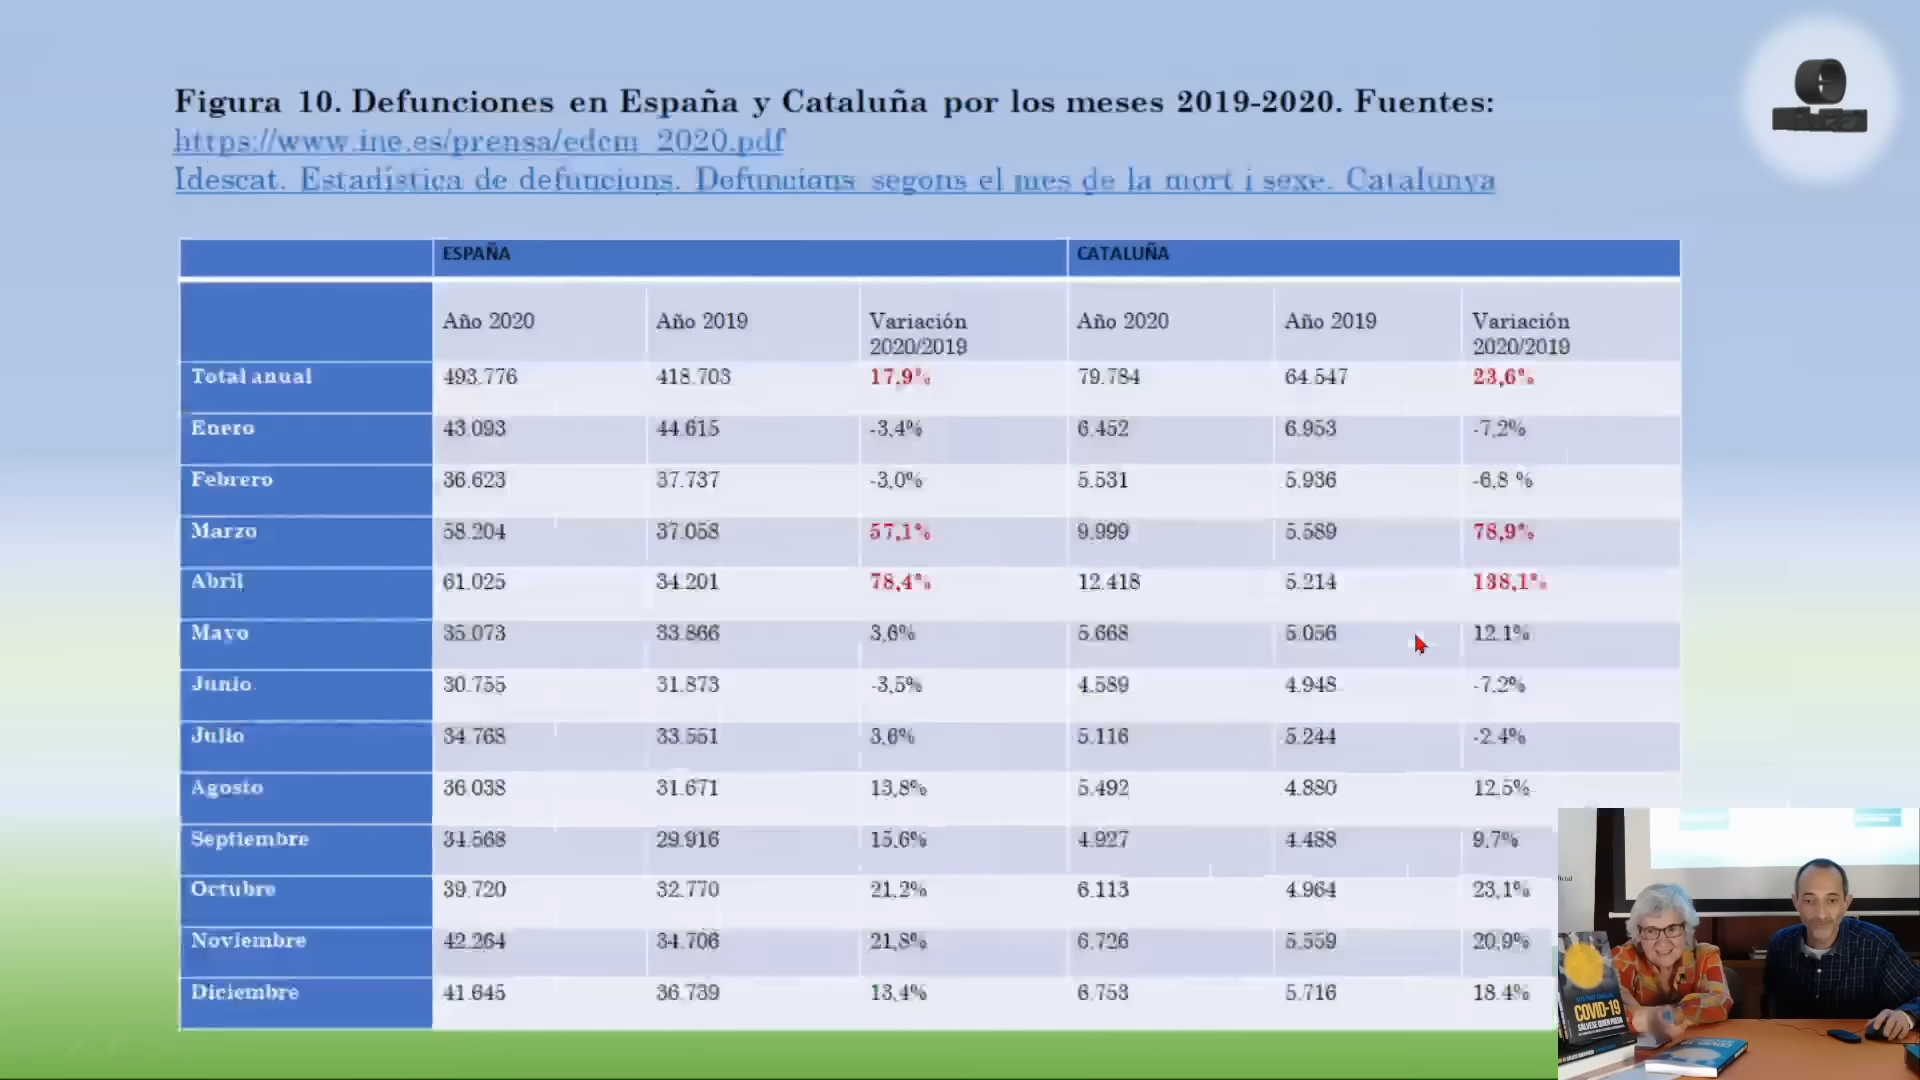 Figura 10. Defunciones en España y Cataluña por los meses 2019-2020. Fuentes:
https://www.ine.es/prensa/edcm_2020.pdf
Idescat. Estadística de defuncions. Defuncions segons el mes de la mort i sexe. Catalunya
ESPAÑA CATALUÑA
Año 2020 Año 2019 Variación 2020/2019 Año 2020 Año 2019 Variación 2020/2019
Total anual 493.776 418.703 17,9% 79.784 64.547 23,6%
Enero 43.093 44.615 -3,4% 6.452 6.953 -7,2%
Febrero 36.623 37.737 -3,0% 5.531 5.936 -6,8 %
Marzo 58.204 37.058 57,1% 9.999 5.589 78,9%
Abril 61.025 34.201 78,4% 12.418 5.214 138,1%
Mayo 35.073 33.866 3,6% 5.668 5.056 12,1%
Junio 30.755 31.873 -3,5% 4.589 4.948 -7,2%
Julio 34.768 33.551 3,6% 5.116 5.244 -2,4%
Agosto 36.038 31.671 13,8% 5.492 4.880 12,5%
Septiembre 34.568 29.916 15,6% 4.927 4.488 9,7%
Octubre 39.720 32.770 21,2% 6.113 4.964 23,1%
Noviembre 42.264 34.706 21,8% 6.726 5.559 20,9%
Diciembre 41.645 36.739 13,4% 6.753 5.716 18,4%
COVID-19
SÁLVESE QUIEN PUEDA